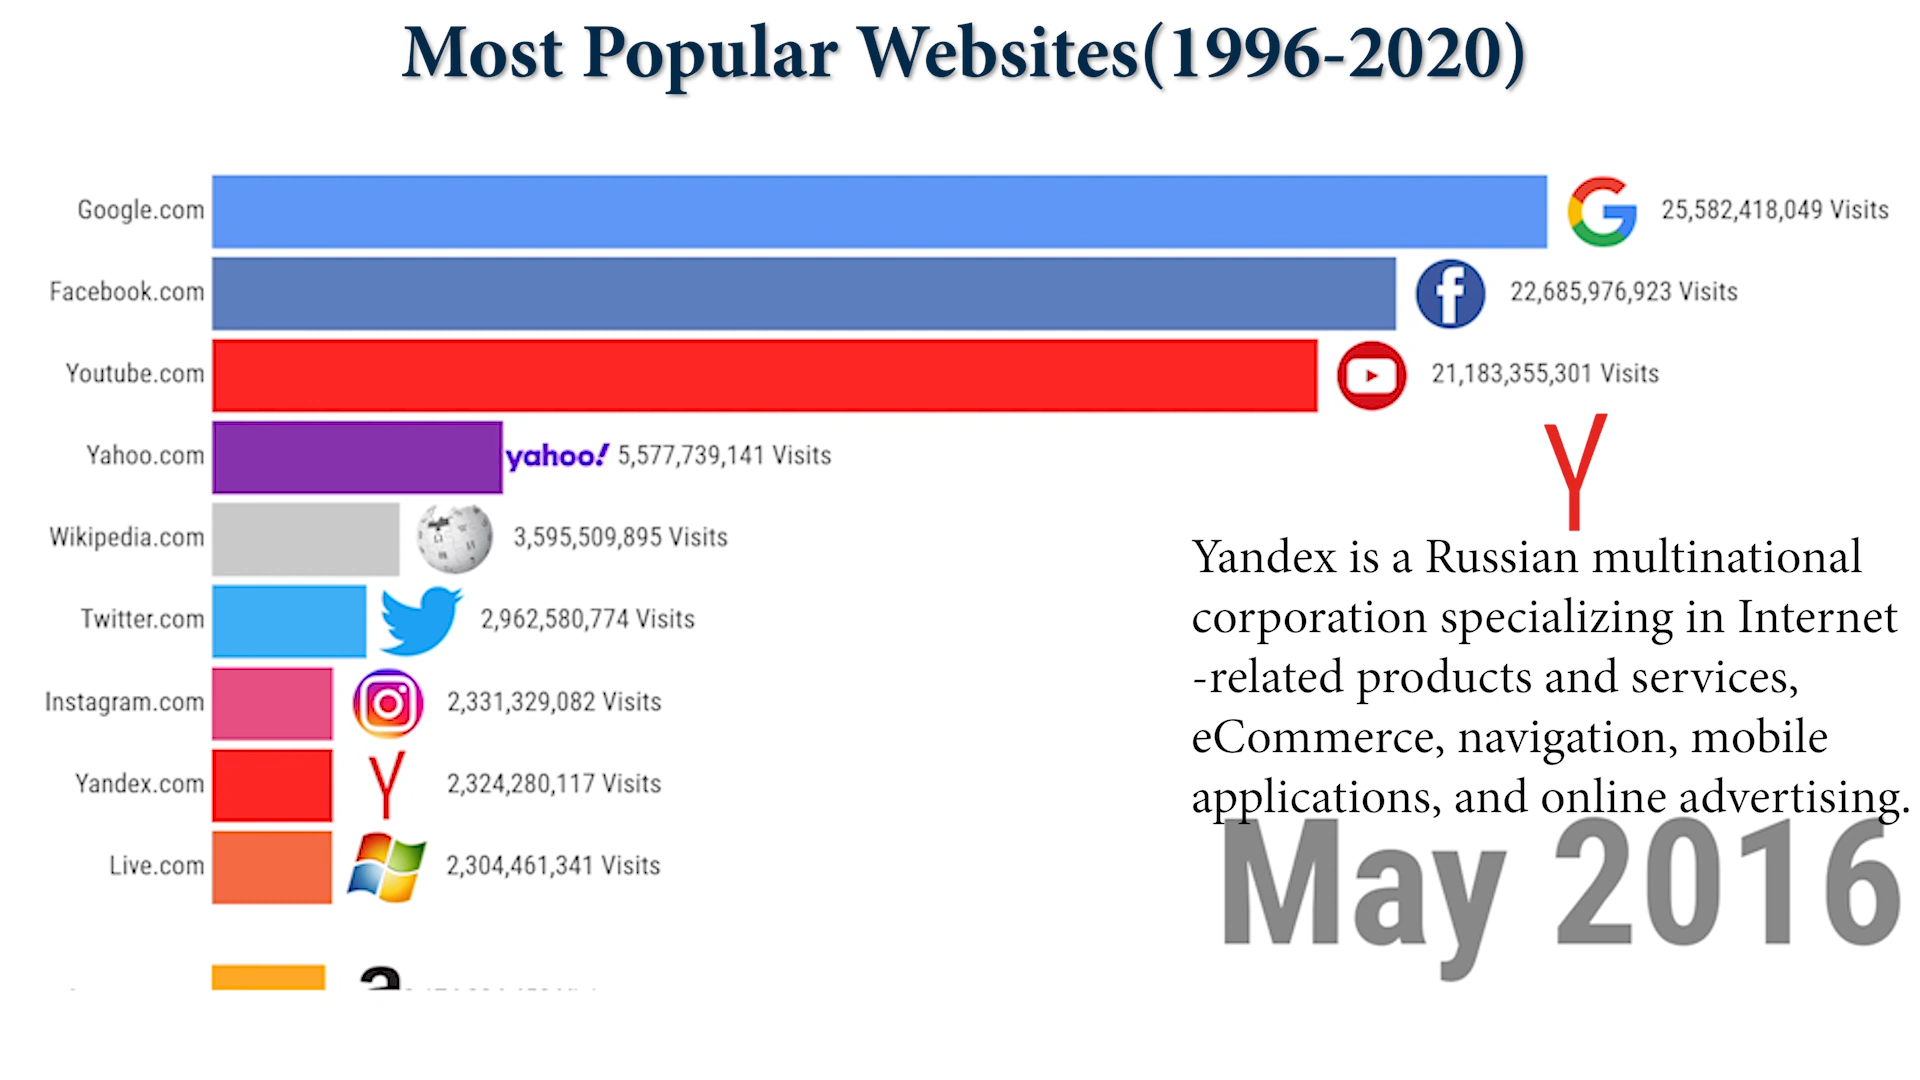 Most Popular Websites(1996-2020)
Google.com 25,582,418,049 Visits
Facebook.com 22,685,976,923 Visits
Youtube.com 21,183,355,301 Visits
Yahoo.com yahoo! 5,577,739,141 Visits
Wikipedia.com 3,595,509,895 Visits
Twitter.com 2,962,580,774 Visits
Instagram.com 2,331,329,082 Visits
Yandex.com Y 2,324,280,117 Visits
Live.com 2,304,461,341 Visits
Y
Yandex is a Russian multinational
corporation specializing in Internet
-related products and services,
eCommerce, navigation, mobile
applications, and online advertising.
May 2016